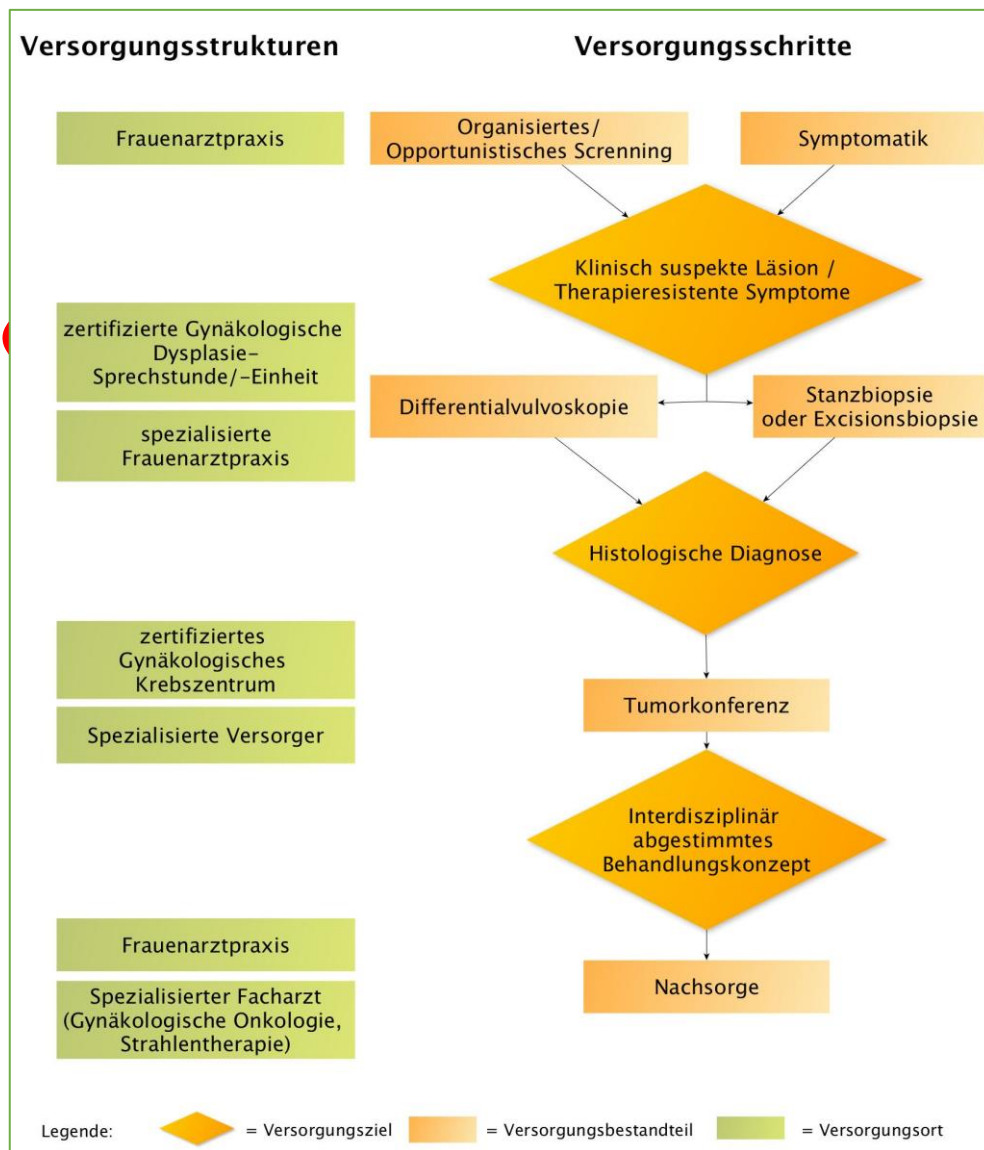 Versorgungsstrukturen
Versorgungsschritte
Frauenarztpraxis
Organisiertes/
Opportunistisches Screnning
Symptomatik
Klinisch suspekte Läsion /
Therapieresistente Symptome
zertifizierte Gynäkologische
Dysplasie-
Sprechstunde/-Einheit
Differentialvulvoskopie
Stanzbiopsie
oder Excisionsbiopsie
spezialisierte
Frauenarztpraxis
Histologische Diagnose
zertifiziertes
Gynäkologisches
Krebszentrum
Tumorkonferenz
Spezialisierte Versorger
Interdisziplinär
abgestimmtes
Behandlungskonzept
Frauenarztpraxis
Nachsorge
Spezialisierter Facharzt
(Gynäkologische Onkologie,
Strahlentherapie)
Legende:
= Versorgungsziel
= Versorgungsbestandteil
= Versorgungsort